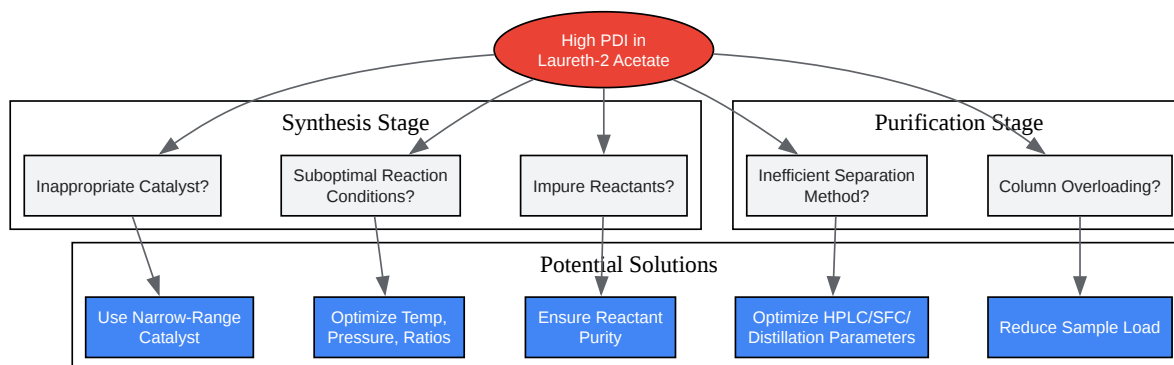 High PDI in
Laureth-2 Acetate
Synthesis Stage
Purification Stage
Inappropriate Catalyst?
Suboptimal Reaction
Conditions?
Impure Reactants?
Inefficient Separation
Method?
Column Overloading?
Potential Solutions
Use Narrow-Range
Catalyst
Optimize Temp,
Pressure, Ratios
Ensure Reactant
Purity
Optimize HPLC/SFC/
Distillation Parameters
Reduce Sample Load